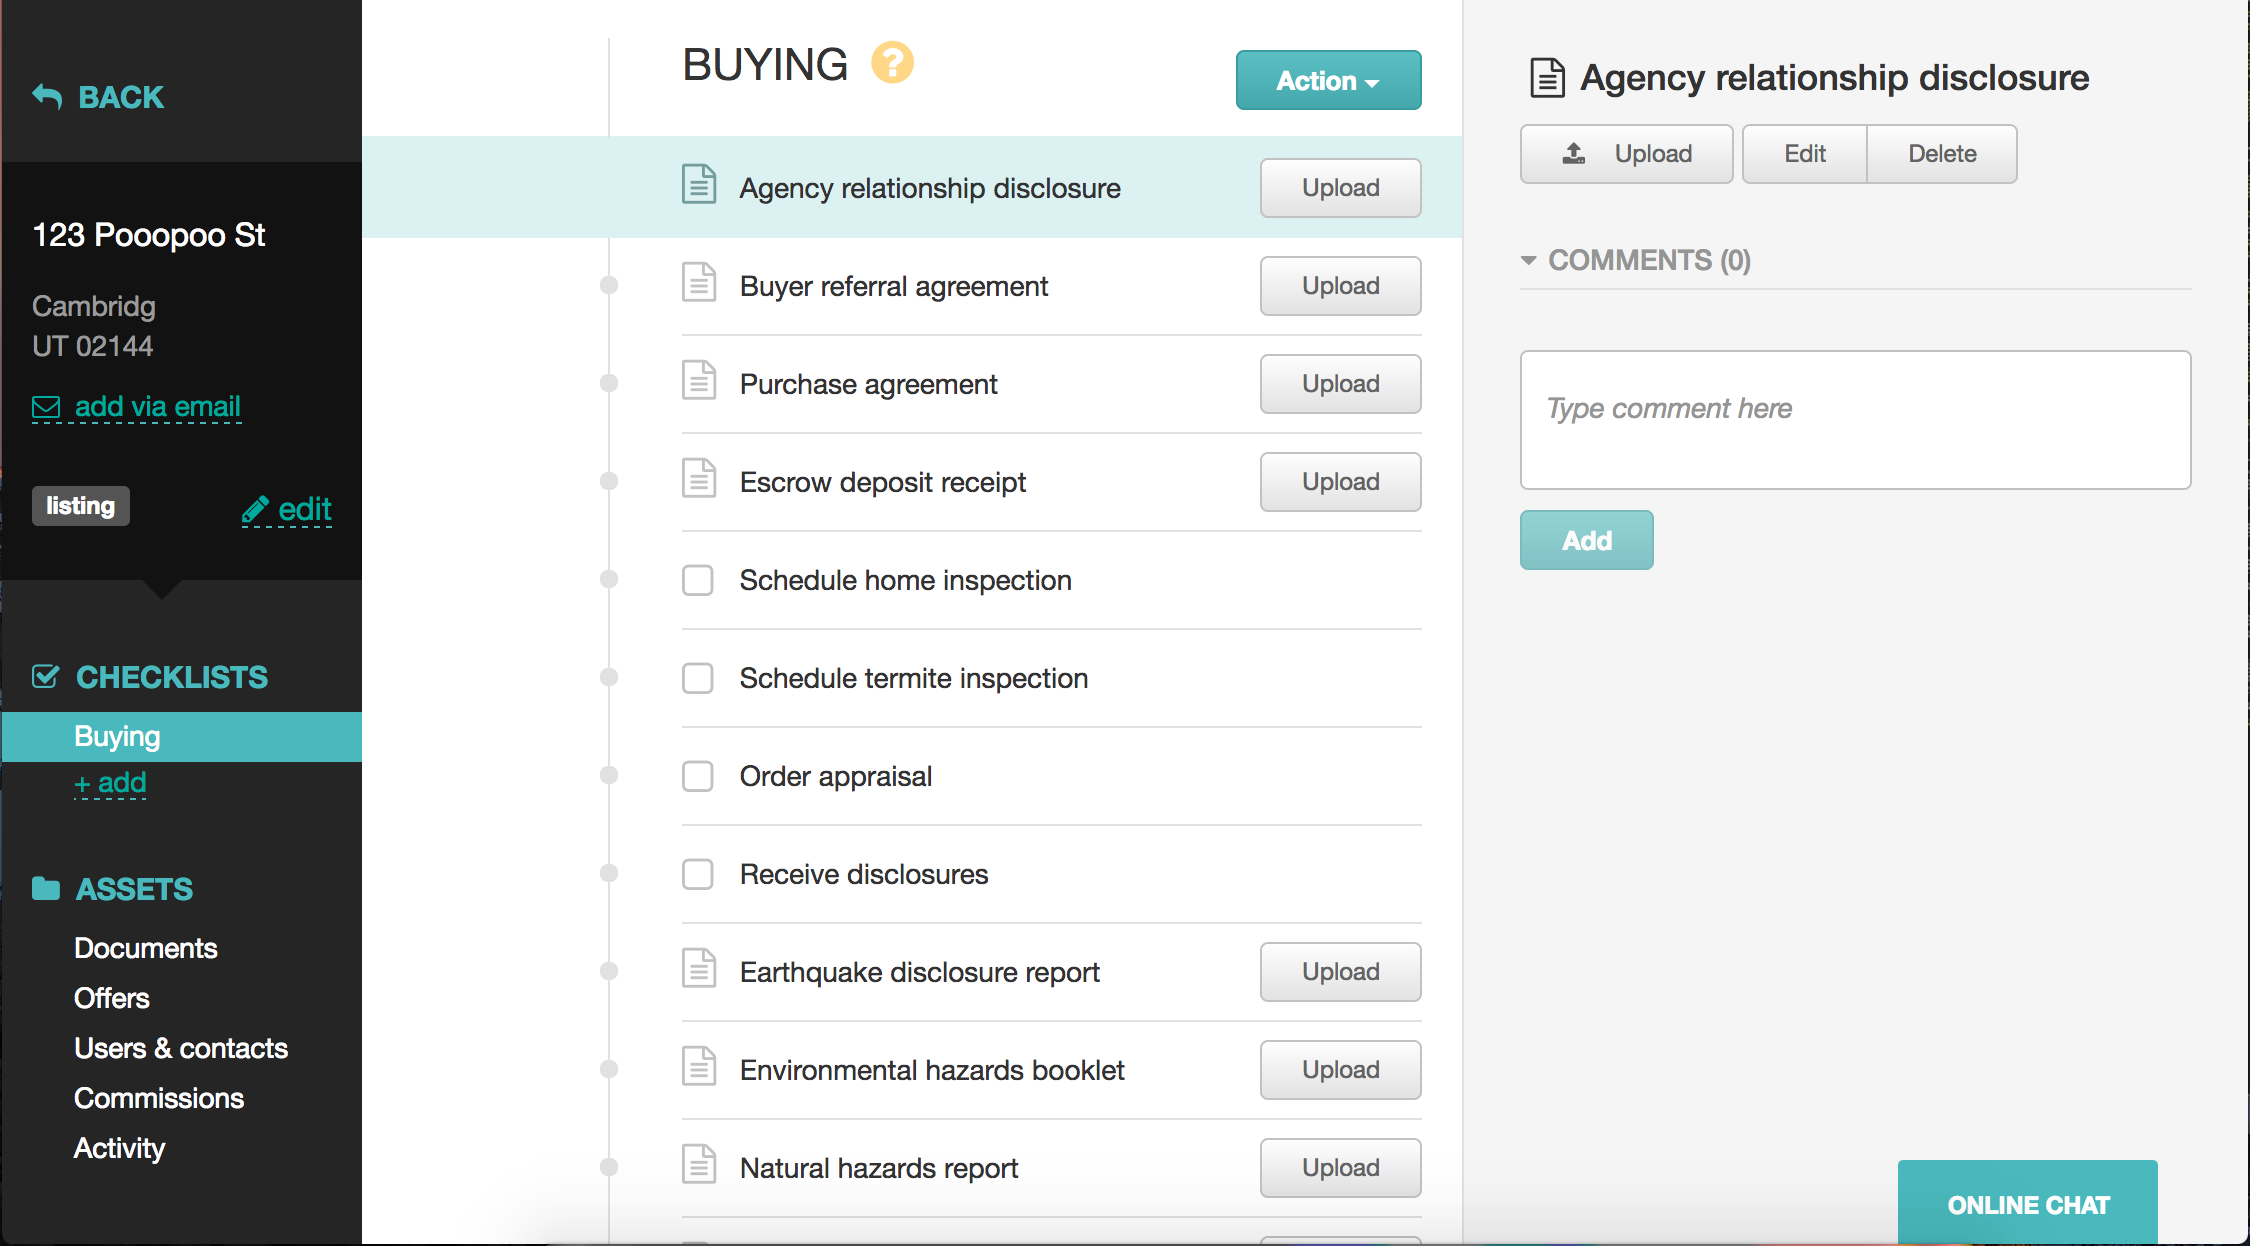 BACK
123 Pooopoo St
Cambridg
UT 02144
add via email
listing
edit
CHECKLISTS
Buying
+ add
ASSETS
Documents
Offers
Users & contacts
Commissions
Activity
BUYING ?
Action
Agency relationship disclosure Upload
Buyer referral agreement Upload
Purchase agreement Upload
Escrow deposit receipt Upload
Schedule home inspection
Schedule termite inspection
Order appraisal
Receive disclosures
Earthquake disclosure report Upload
Environmental hazards booklet Upload
Natural hazards report Upload
Agency relationship disclosure
Upload Edit Delete
COMMENTS (0)
Type comment here
Add
ONLINE CHAT